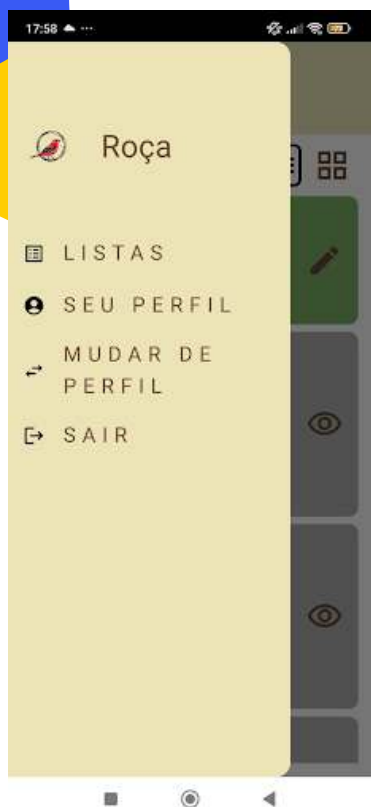 17:58
Roça
LISTAS
SEU PERFIL
MUDAR DE
PERFIL
SAIR